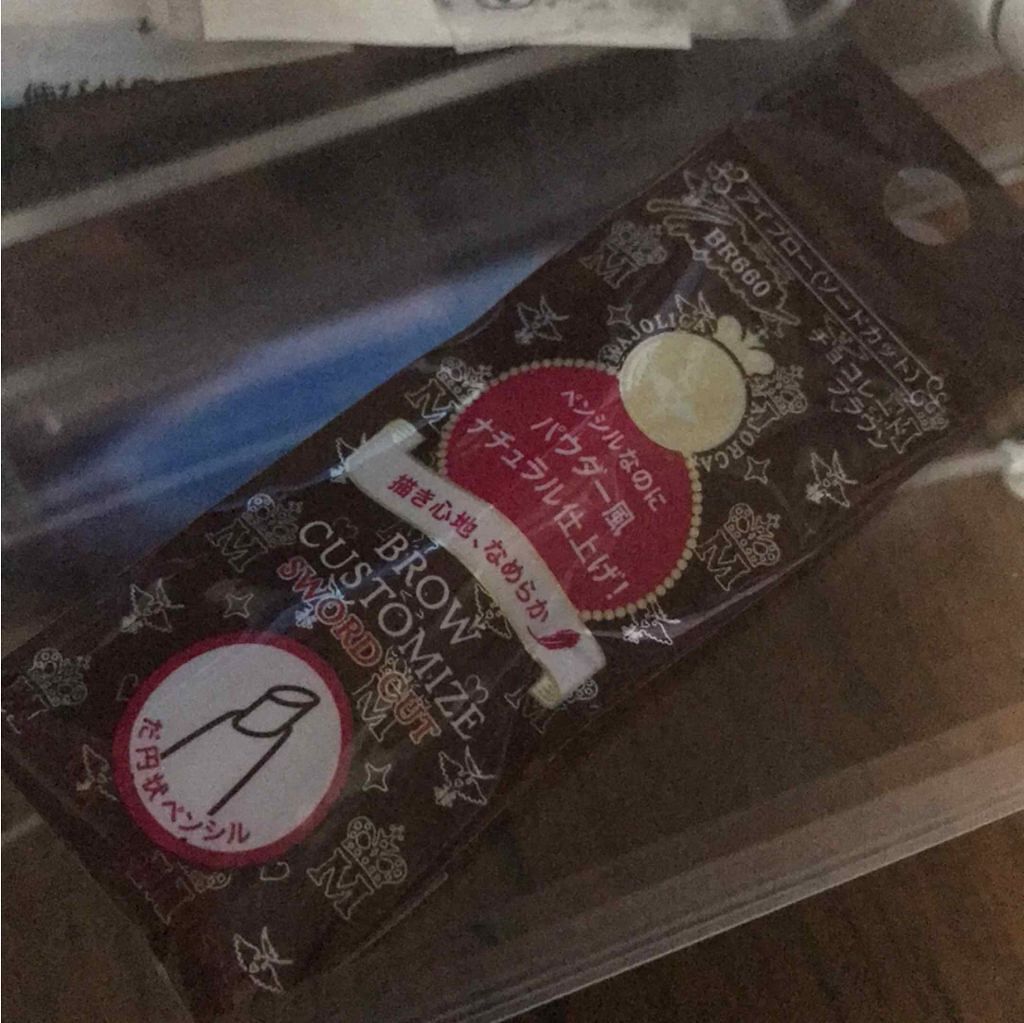 アイブロー(ソードカット)
BR660
チョコレート
ブラウン
MAJOLICA
MAJORCA
ペンシルなのに
パウダー風
ナチュラル仕上げ!
描き心地、なめらか
BROW
CUSTOMIZE
SWORD CUT
だ円状ペンシル